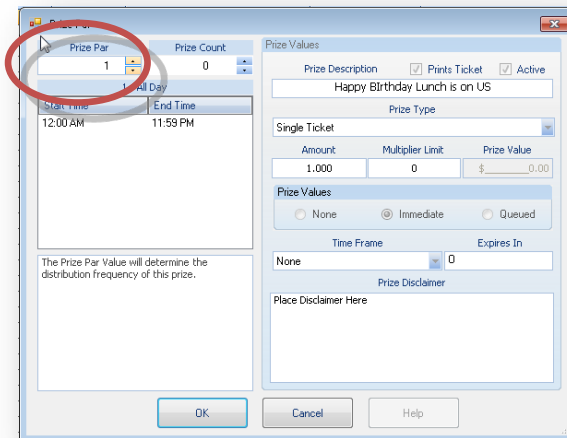 Prize Par
Prize Par
Prize Count
1
0
All Day
Start Time
End Time
12:00 AM
11:59 PM
The Prize Par Value will determine the
distribution frequency of this prize.
Prize Values
Prize Description
Prints Ticket
Active
Happy BIrthday Lunch is on US
Prize Type
Single Ticket
Amount
Multiplier Limit
Prize Value
1.000
0
$______0.00
Prize Values
None
Immediate
Queued
Time Frame
Expires In
None
0
Prize Disclaimer
Place Disclaimer Here
OK
Cancel
Help